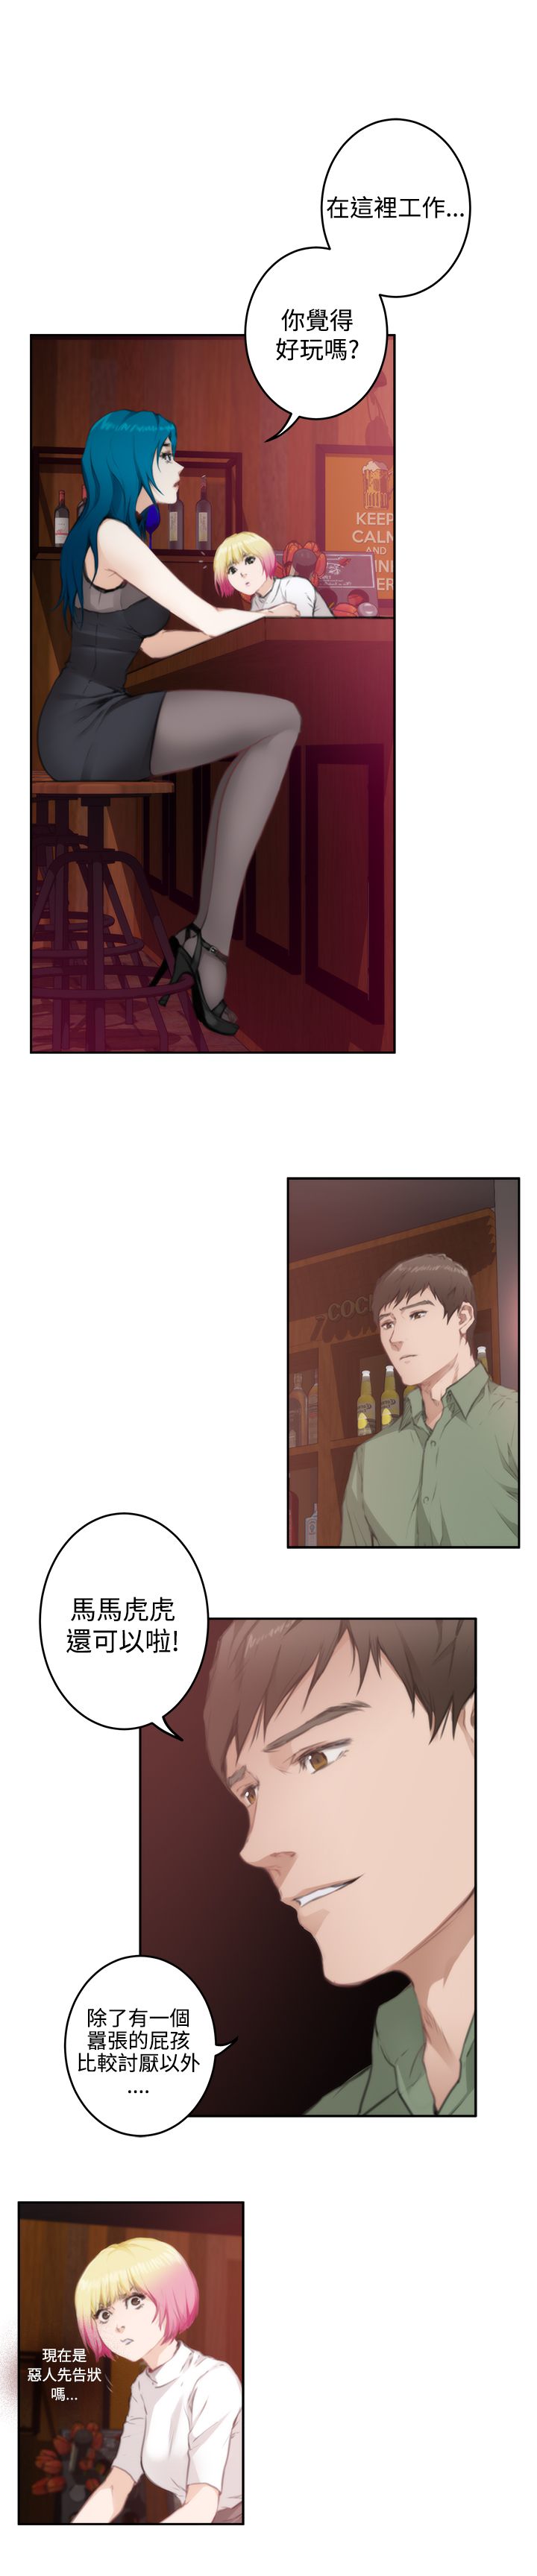 在這裡工作...
你覺得
好玩嗎?
KEEP
CALM
AND
COC
馬馬虎虎
還可以啦!
除了有一個
囂張的屁孩
比較討厭以外
....
現在是
惡人先告狀
嗎...